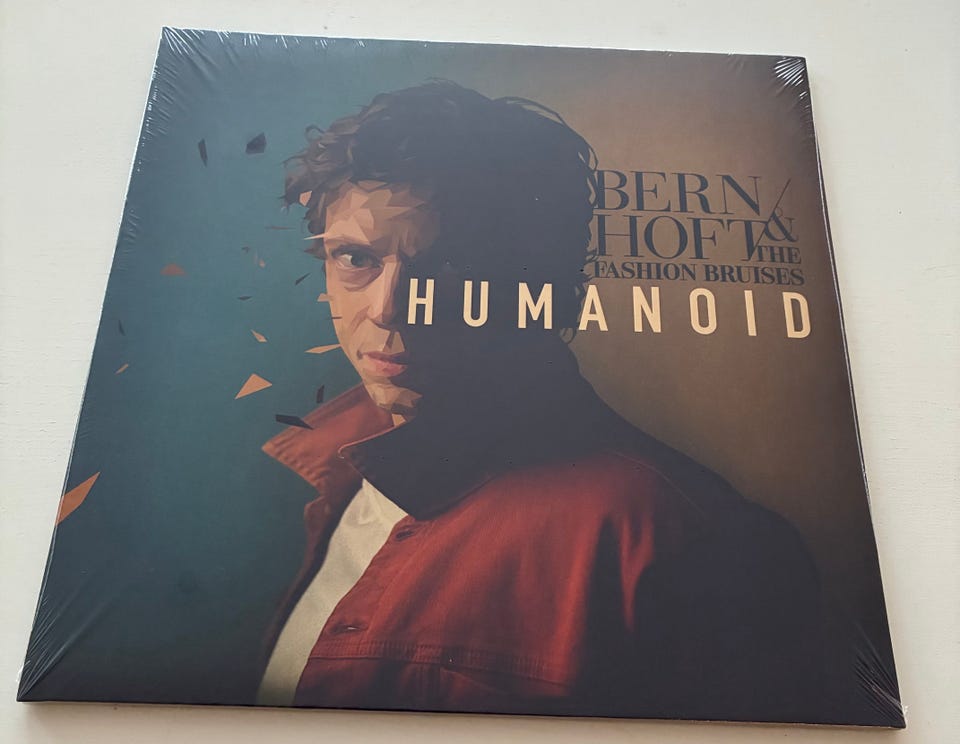 BERN
HOFT &
THE
FASHION BRUISES
HUMANOID